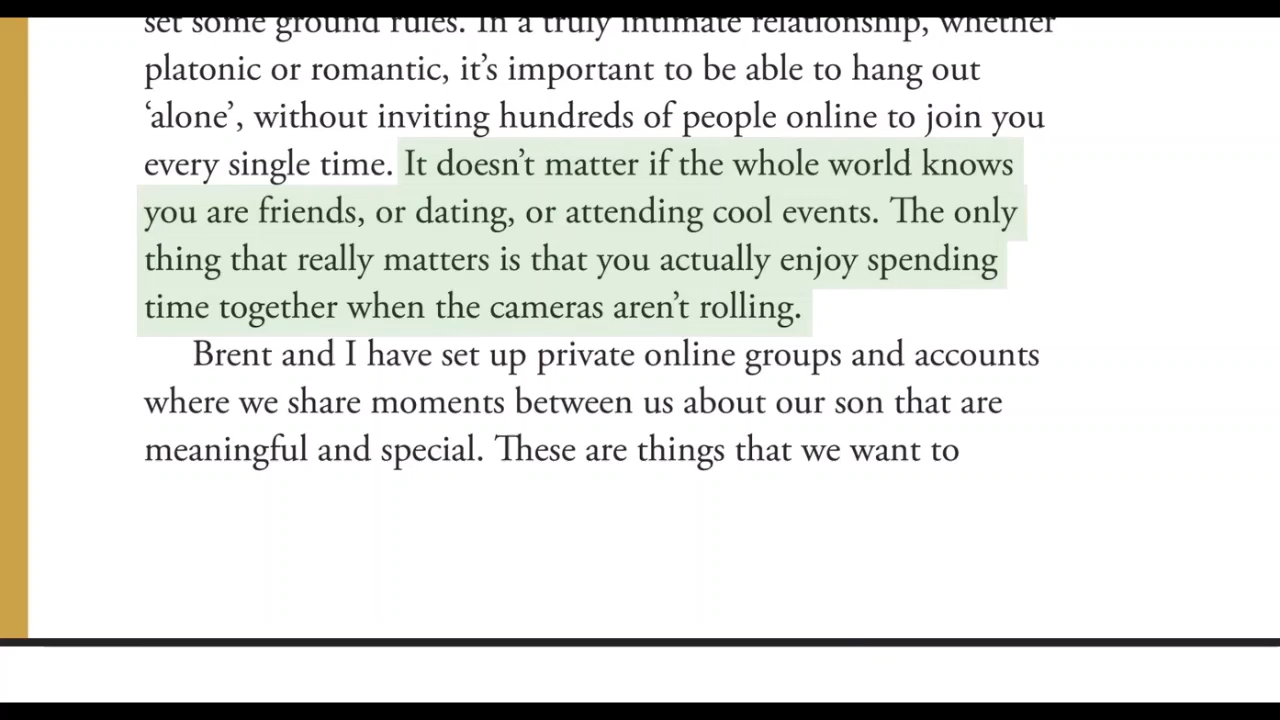 set some ground rules. In a truly intimate relationship, whether
platonic or romantic, it’s important to be able to hang out
‘alone’, without inviting hundreds of people online to join you
every single time. It doesn’t matter if the whole world knows
you are friends, or dating, or attending cool events. The only
thing that really matters is that you actually enjoy spending
time together when the cameras aren’t rolling.
Brent and I have set up private online groups and accounts
where we share moments between us about our son that are
meaningful and special. These are things that we want to